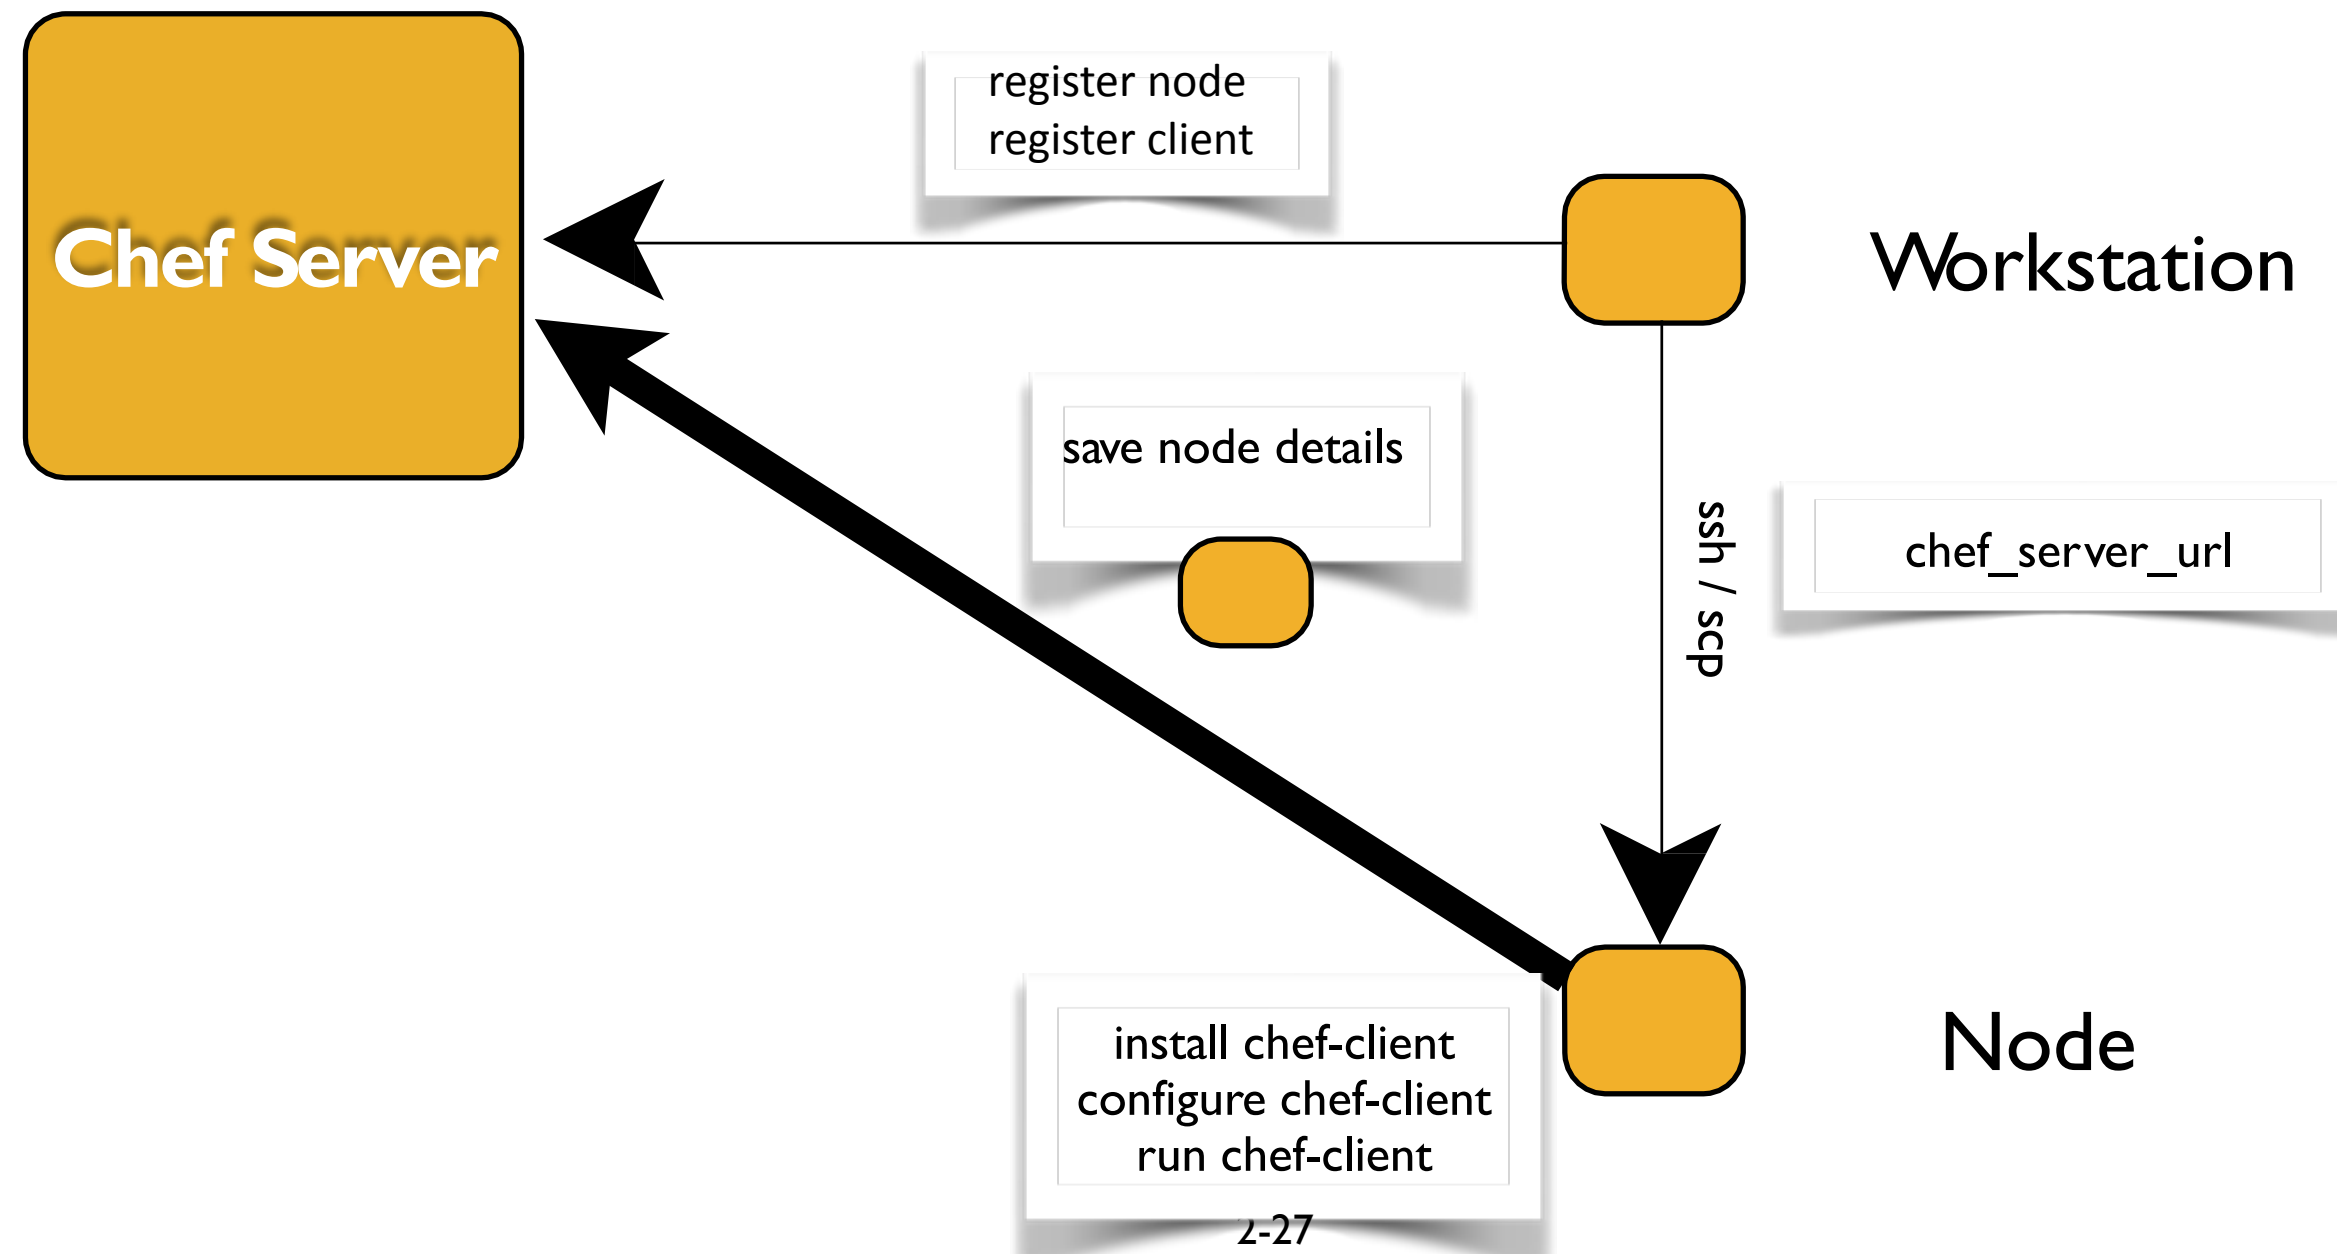 register node
register client
Chef Server
Workstation
save node details
ssh / scp
chef_server_url
install chef-client
configure chef-client
run chef-client
Node
2-27